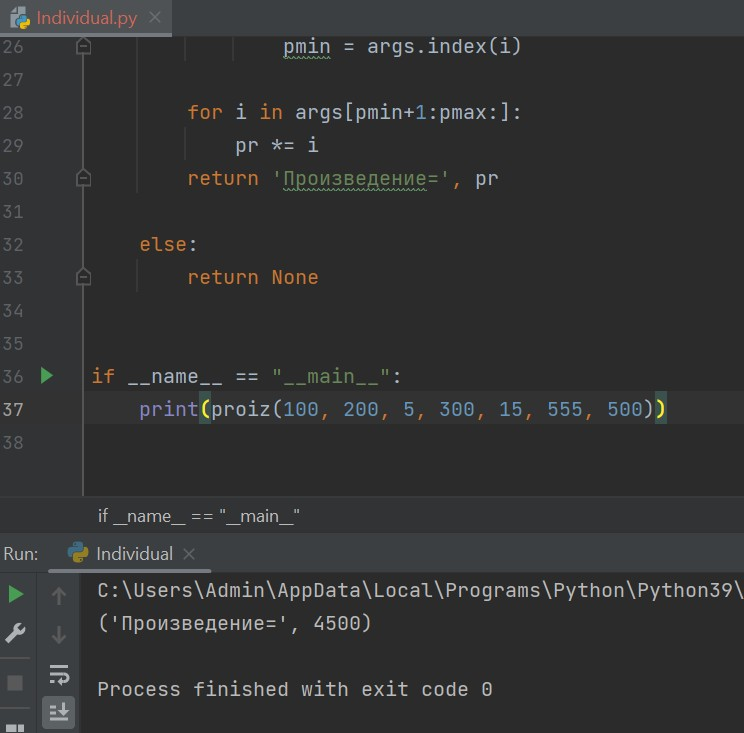 Individual.py
26 pmin = args.index(i)
27
28 for i in args[pmin+1:pmax:]:
29 pr *= i
30 return 'Произведение=', pr
31
32 else:
33 return None
34
35
36 if __name__ == "__main__":
37 print(proiz(100, 200, 5, 300, 15, 555, 500))
38
if __name__ == "__main__"
Run: Individual
C:\Users\Admin\AppData\Local\Programs\Python\Python39\
('Произведение=', 4500)
Process finished with exit code 0